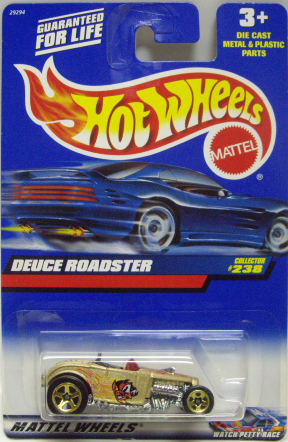 29294
GUARANTEED
FOR LIFE
3+
DIE CAST
METAL & PLASTIC
PARTS
HOT WHEELS
MATTEL
®
DEUCE ROADSTER
COLLECTOR
#238
MATTEL WHEELS
WATCH PETTY RACE